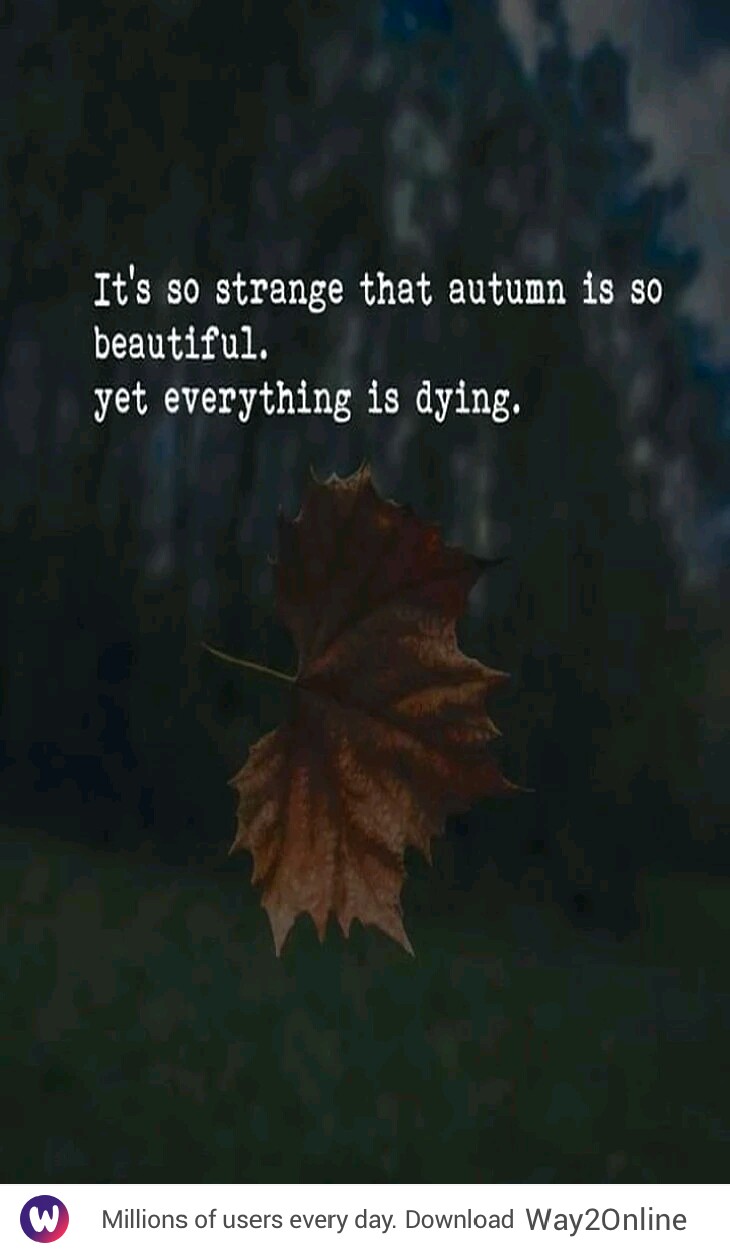 It's so strange that autumn is so
beautiful.
yet everything is dying.
W Millions of users every day. Download Way2Online